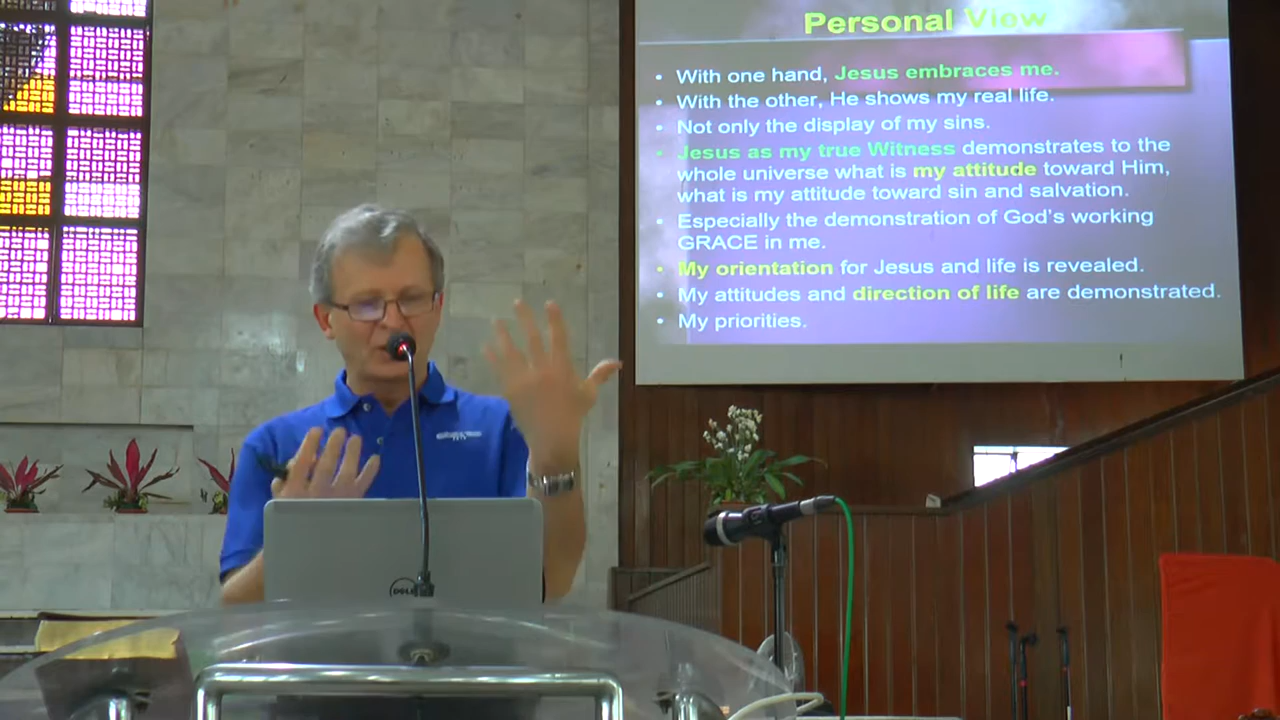 Personal View
• With one hand, Jesus embraces me.
• With the other, He shows my real life.
• Not only the display of my sins.
• Jesus as my true Witness demonstrates to the
whole universe what is my attitude toward Him,
what is my attitude toward sin and salvation.
• Especially the demonstration of God's working
GRACE in me.
• My orientation for Jesus and life is revealed.
• My attitudes and direction of life are demonstrated.
• My priorities.
DELL